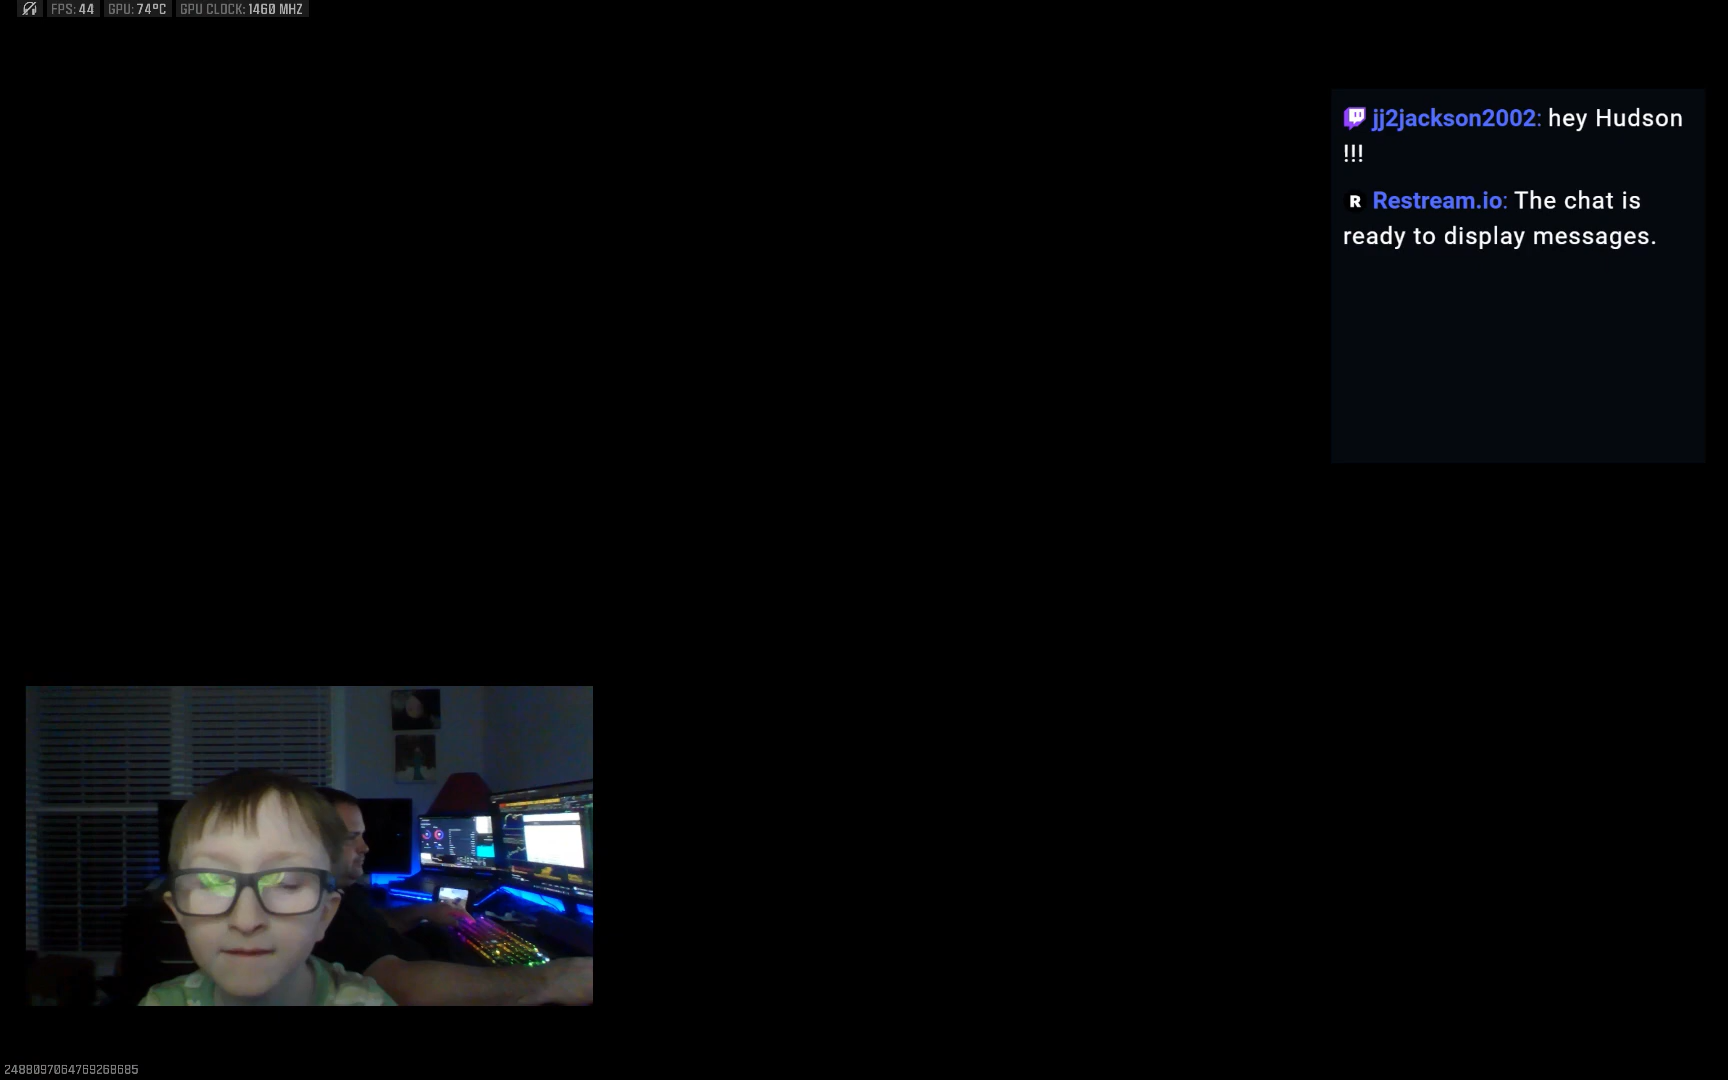 FPS: 44 GPU: 74°C GPU CLOCK: 1460 MHZ
jj2jackson2002: hey Hudson
!!!
R Restream.io: The chat is
ready to display messages.
2488097064769268685